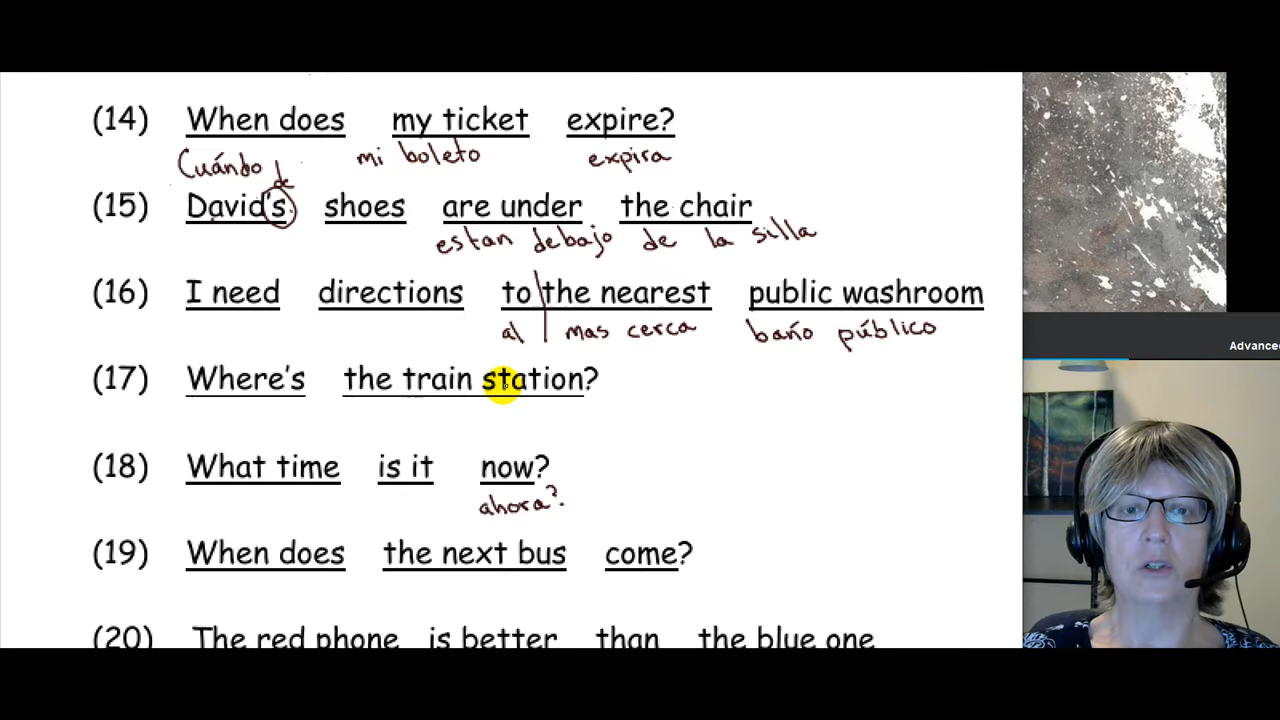 (14) When does my ticket expire?
Cuándo mi boleto expira
de
(15) David's shoes are under the chair
estan debajo de la silla
(16) I need directions to the nearest public washroom
al mas cerca baño público
(17) Where's the train station?
(18) What time is it now?
ahora?
(19) When does the next bus come?
(20) The red phone is better than the blue one
Advanced